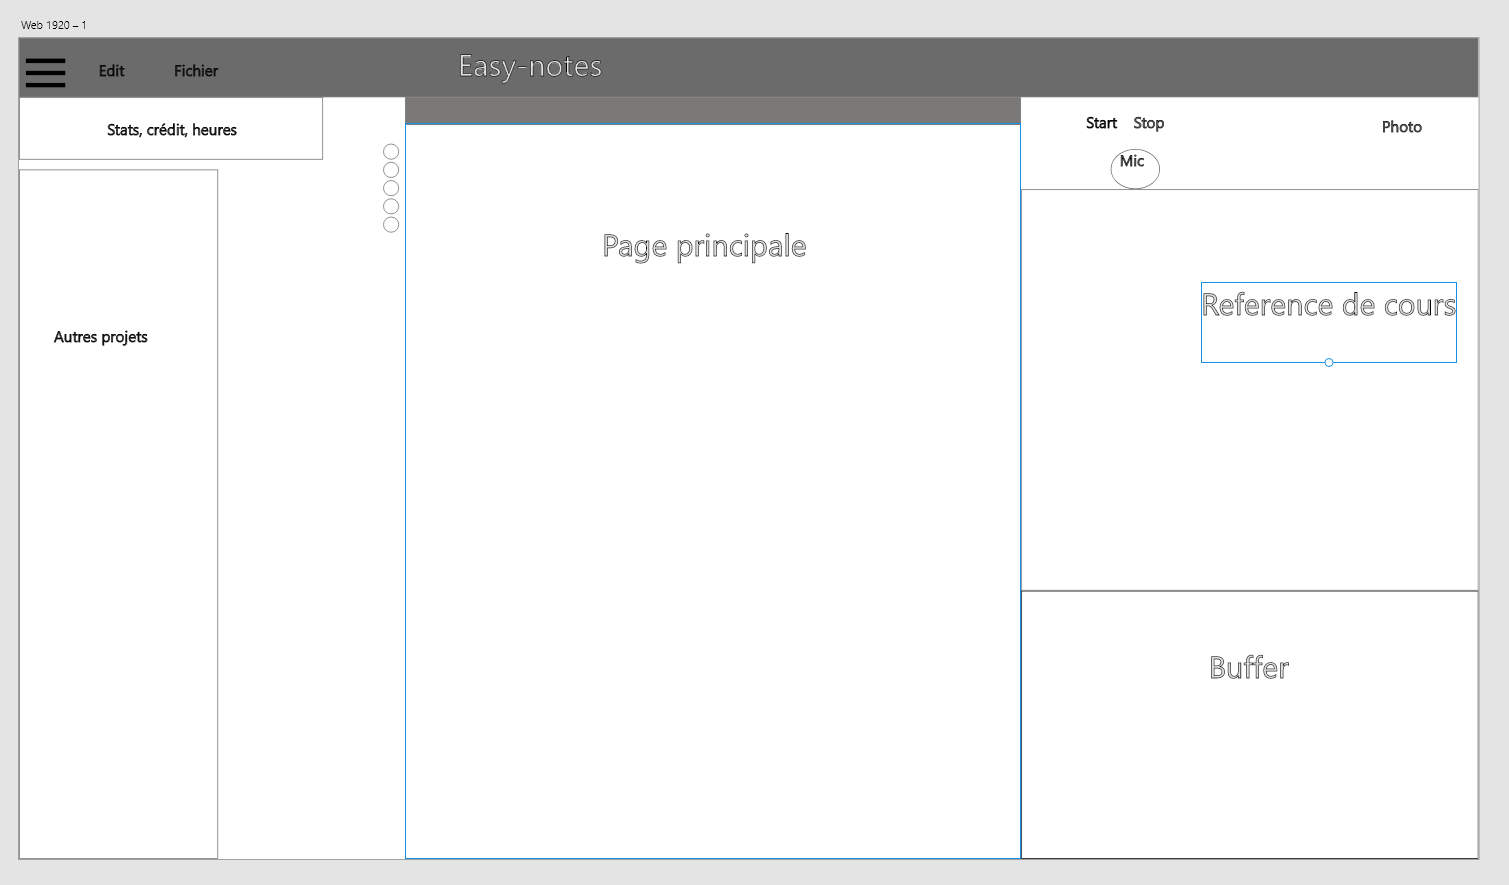 Web 1920 – 1
Edit
Fichier
Easy-notes
Stats, crédit, heures
Start
Stop
Photo
Mic
Page principale
Reference de cours
Autres projets
Buffer